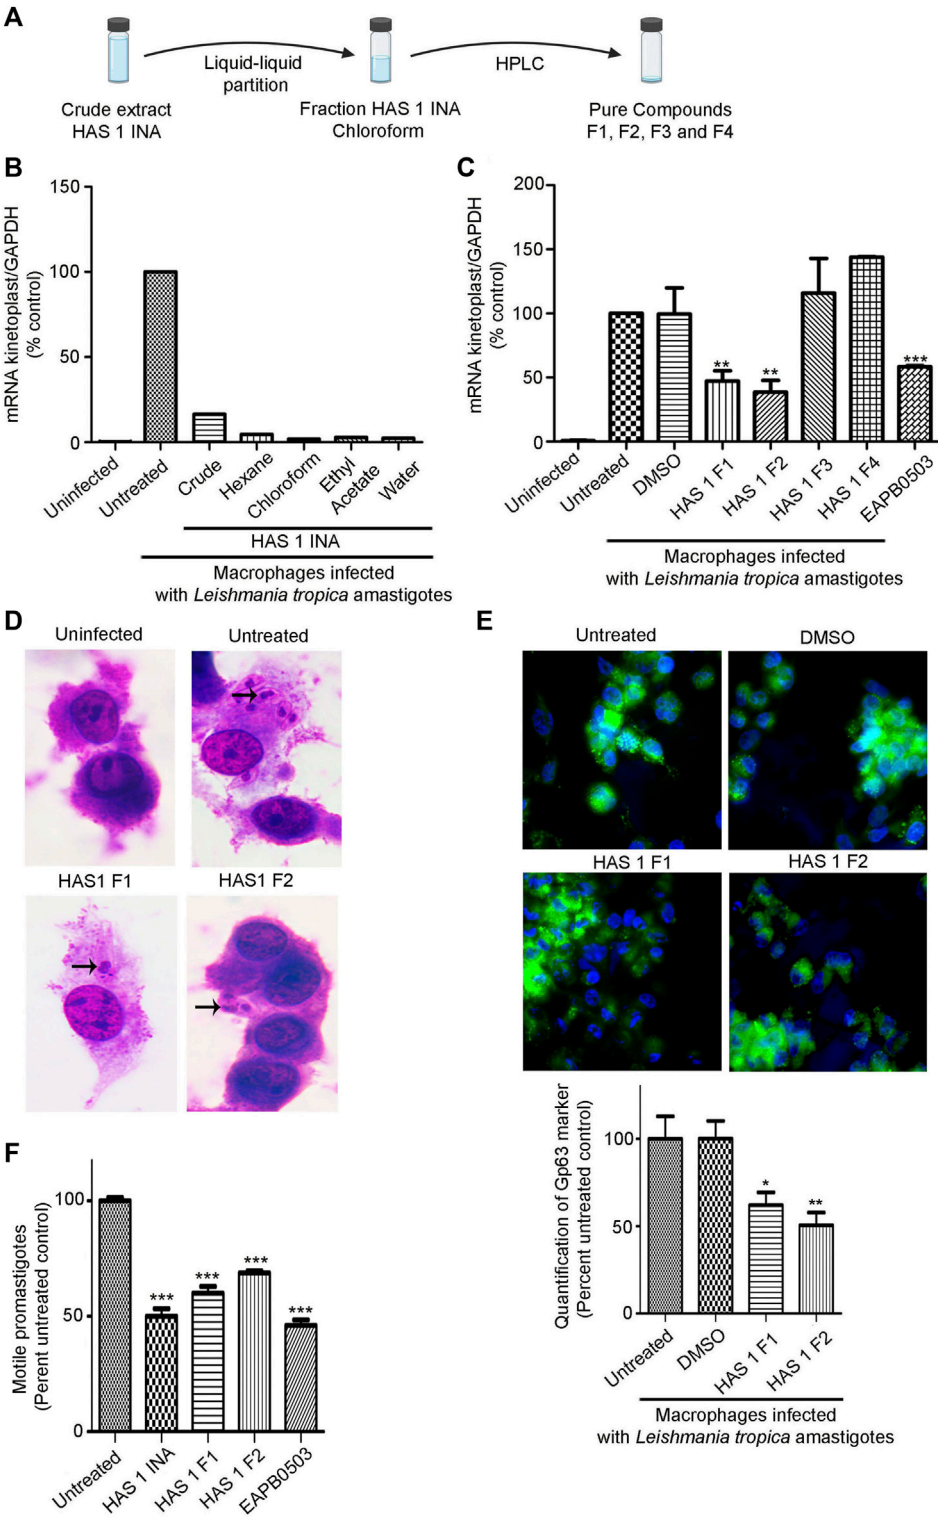 A
Liquid-liquid
partition
HPLC
Crude extract
HAS 1 INA
Fraction HAS 1 INA
Chloroform
Pure Compounds
F1, F2, F3 and F4
B
mRNA kinetoplast/GAPDH
(% control)
150
100
50
0
Uninfected
Untreated
Crude
Hexane
Chloroform
Ethyl
Acetate
Water
HAS 1 INA
Macrophages infected
with Leishmania tropica amastigotes
C
mRNA kinetoplast/GAPDH
(% control)
200
150
100
50
0
**
**
***
Uninfected
Untreated
DMSO
HAS 1 F1
HAS 1 F2
HAS 1 F3
HAS 1 F4
EAPB0503
Macrophages infected
with Leishmania tropica amastigotes
D
Uninfected
Untreated
HAS1 F1
HAS1 F2
E
Untreated
DMSO
HAS 1 F1
HAS 1 F2
Quantification of Gp63 marker
(Percent untreated control)
100
50
0
*
**
Untreated
DMSO
HAS 1 F1
HAS 1 F2
Macrophages infected
with Leishmania tropica amastigotes
F
Motile promastigotes
(Perent untreated control)
100
50
0
***
***
***
***
Untreated
HAS 1 INA
HAS 1 F1
HAS 1 F2
EAPB0503